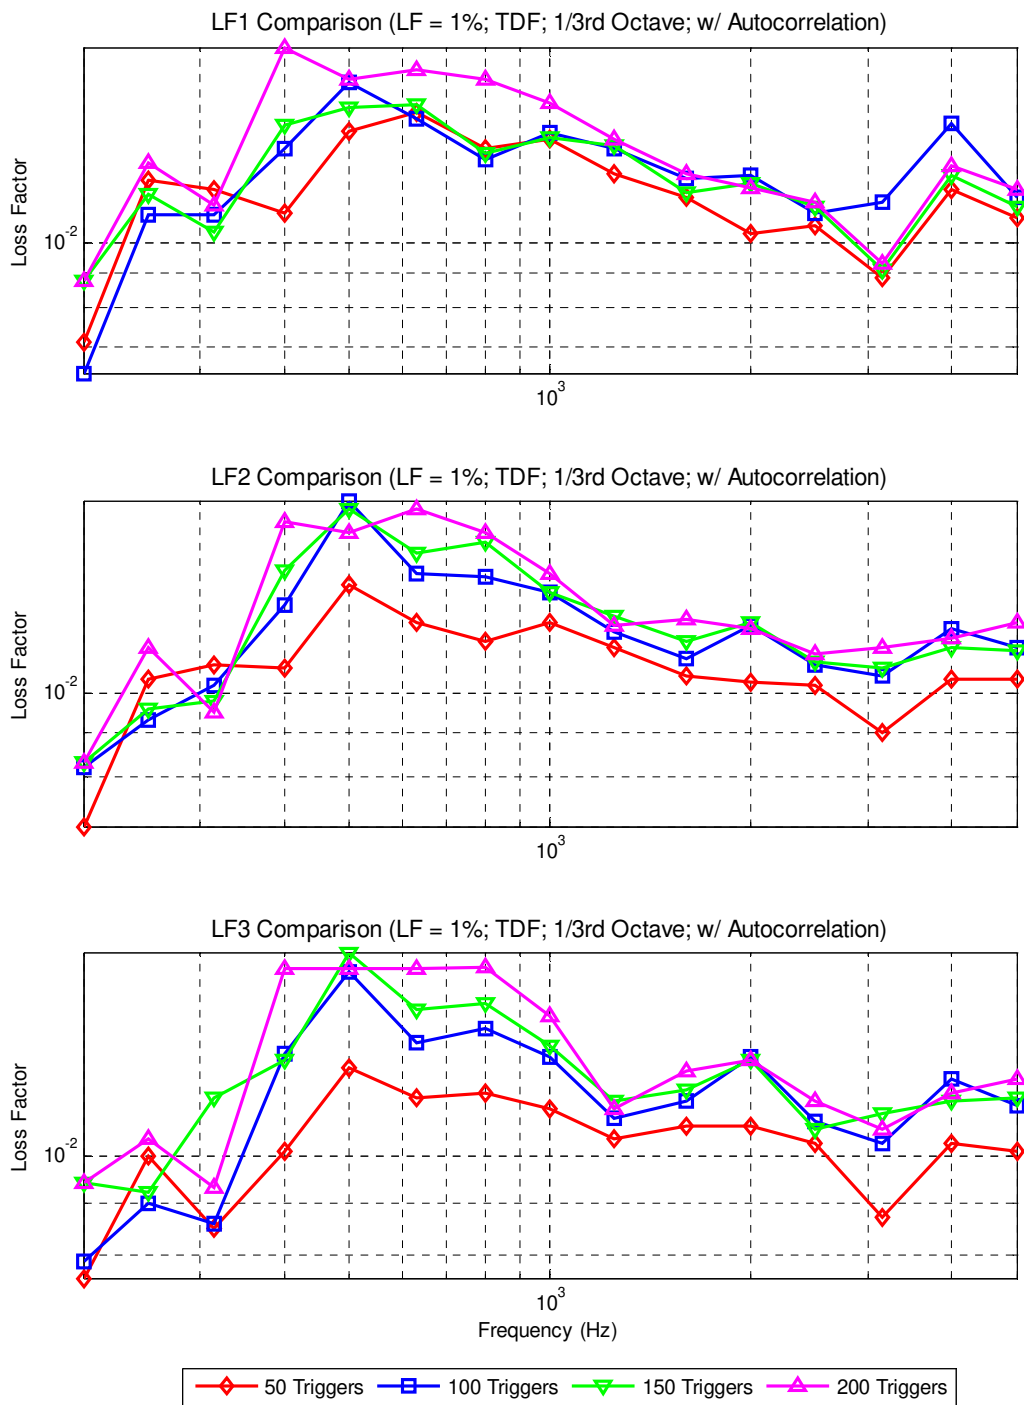 LF1 Comparison (LF = 1%; TDF; 1/3rd Octave; w/ Autocorrelation)
Loss Factor
10^-2
10^3
LF2 Comparison (LF = 1%; TDF; 1/3rd Octave; w/ Autocorrelation)
Loss Factor
10^-2
10^3
LF3 Comparison (LF = 1%; TDF; 1/3rd Octave; w/ Autocorrelation)
Loss Factor
10^-2
10^3
Frequency (Hz)
50 Triggers 100 Triggers 150 Triggers 200 Triggers